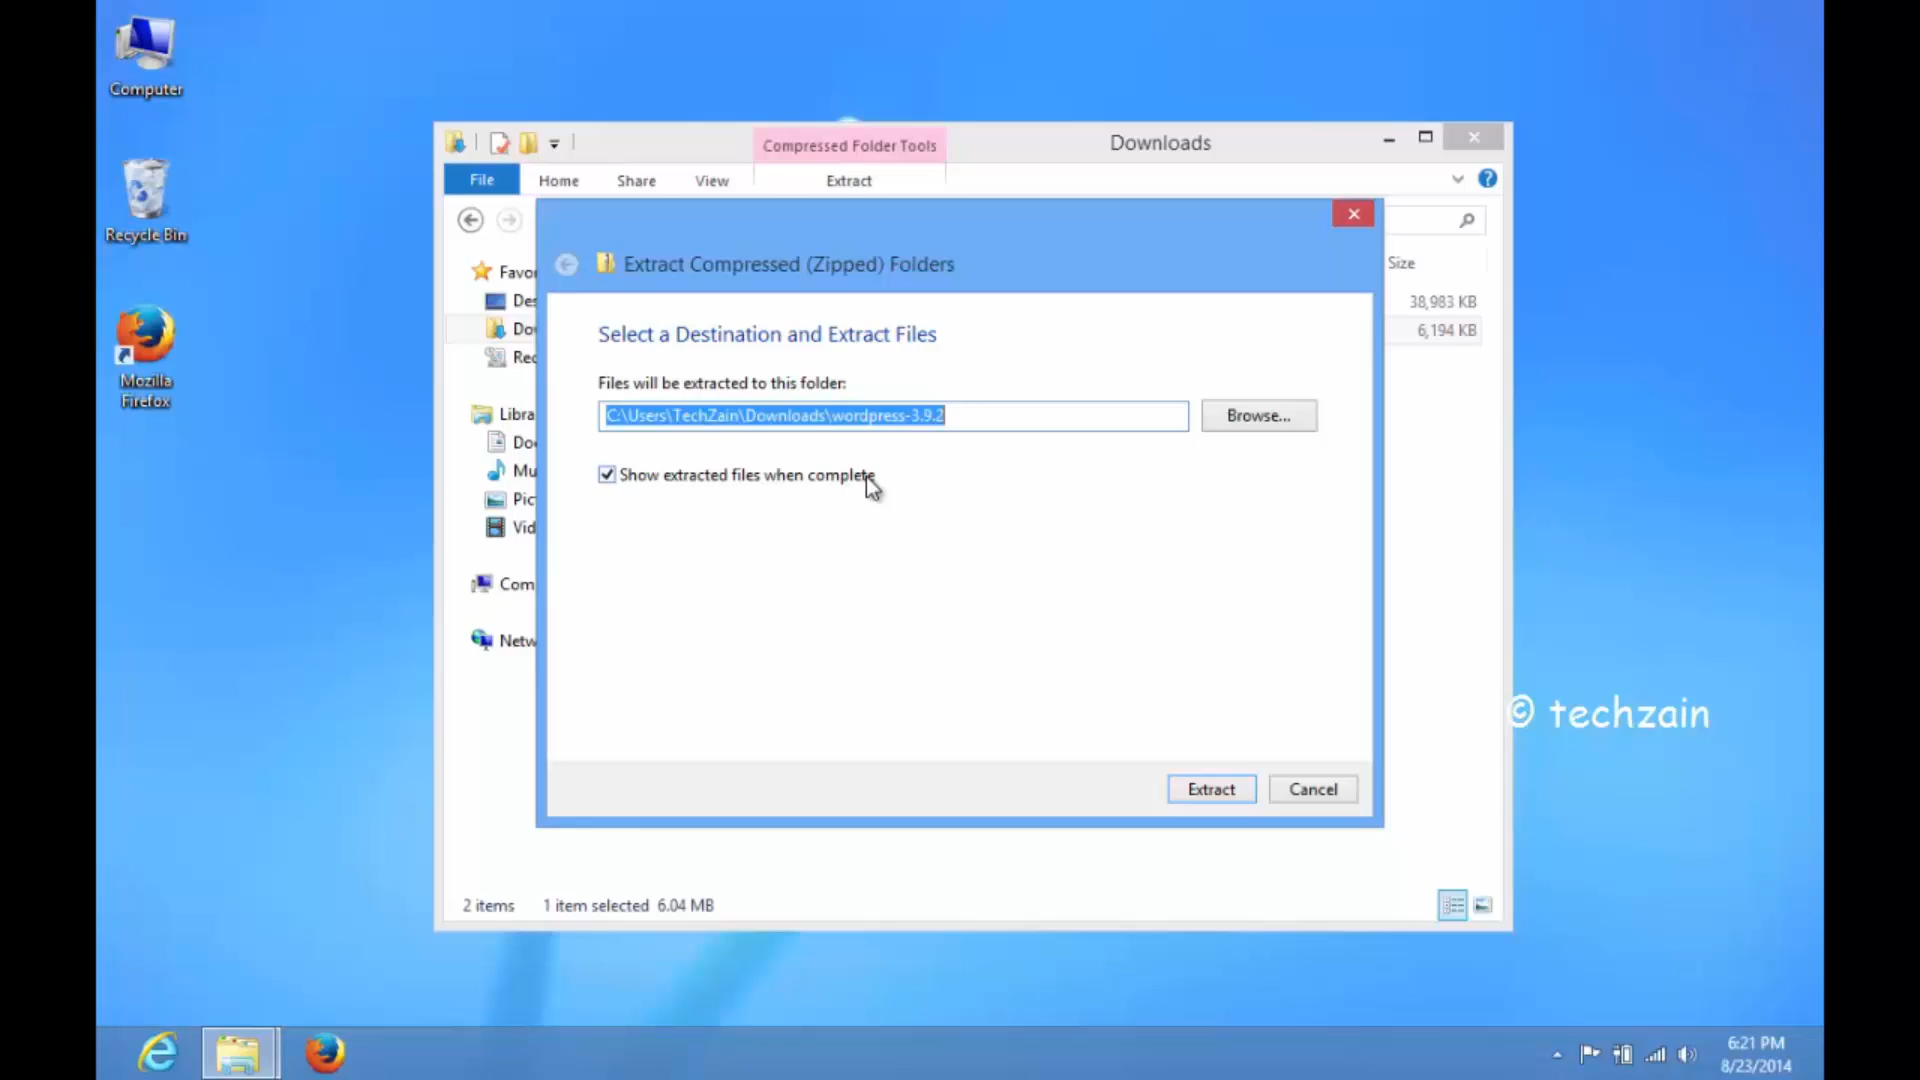 Computer
Recycle Bin
Mozilla
Firefox
Compressed Folder Tools
Downloads
File
Home
Share
View
Extract
Extract Compressed (Zipped) Folders
Select a Destination and Extract Files
Files will be extracted to this folder:
C:\Users\TechZain\Downloads\wordpress-3.9.2
Browse...
Show extracted files when complete
Extract
Cancel
Favo
Des
Do
Rec
Libra
Do
Mu
Pic
Vid
Com
Netw
Size
38,983 KB
6,194 KB
2 items
1 item selected 6.04 MB
© techzain
6:21 PM
8/23/2014